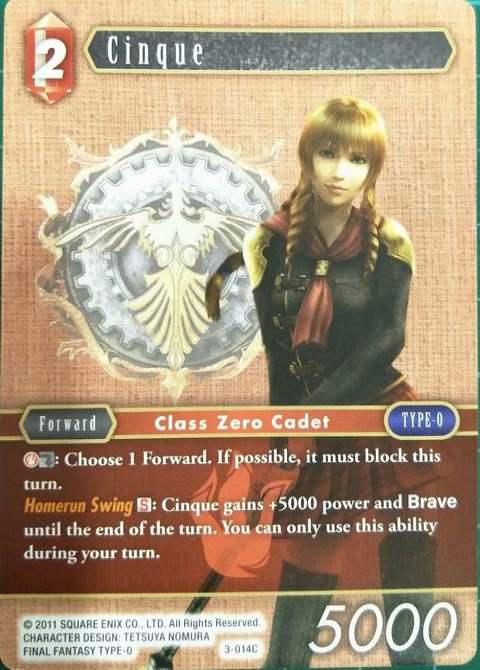 2
Cinque
Forward
Class Zero Cadet
TYPE-0
: Choose 1 Forward. If possible, it must block this
turn.
Homerun Swing S: Cinque gains +5000 power and Brave
until the end of the turn. You can only use this ability
during your turn.
© 2011 SQUARE ENIX CO., LTD. All Rights Reserved.
CHARACTER DESIGN: TETSUYA NOMURA
FINAL FANTASY TYPE-0
3-014C
5000